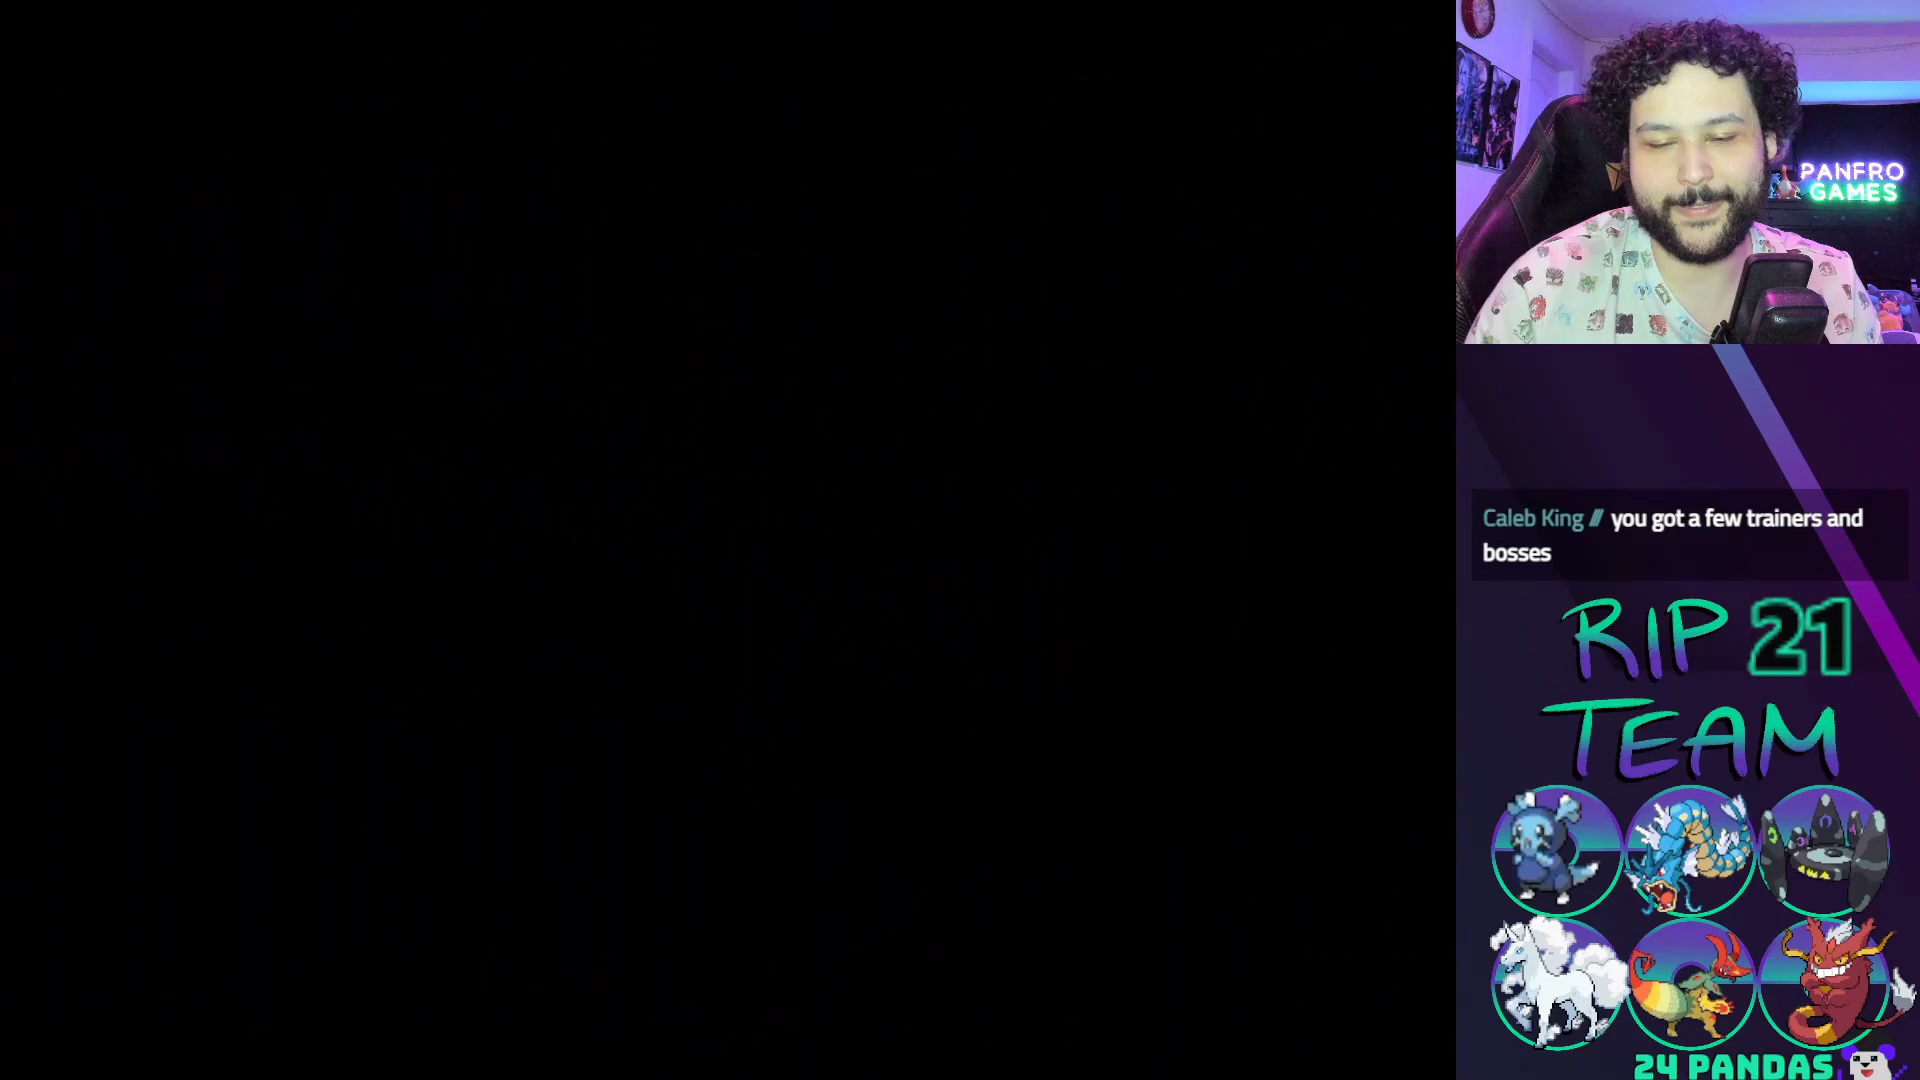 PANFRO
GAMES
Caleb King // you got a few trainers and
bosses
RIP 21
TEAM
24 PANDAS